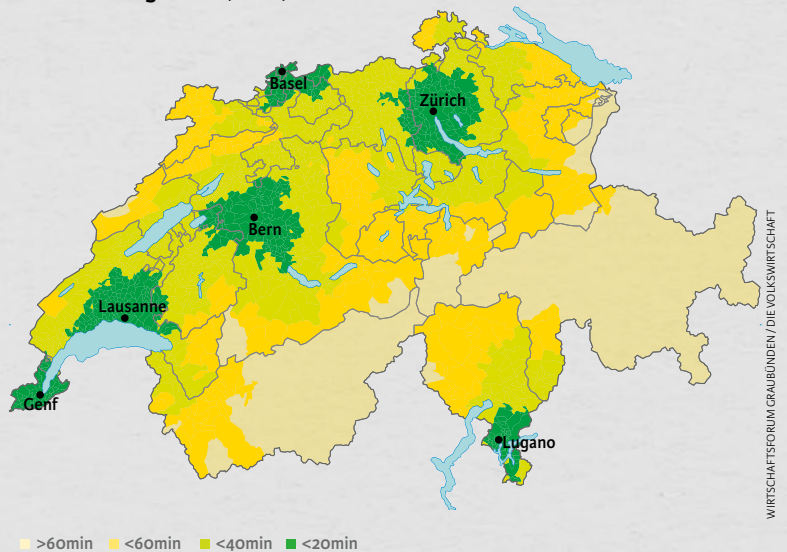 Basel
Zürich
Bern
Lausanne
Genf
Lugano
WIRTSCHAFTSFORUM GRAUBÜNDEN / DIE VOLKSWIRTSCHAFT
>60min <60min <40min <20min